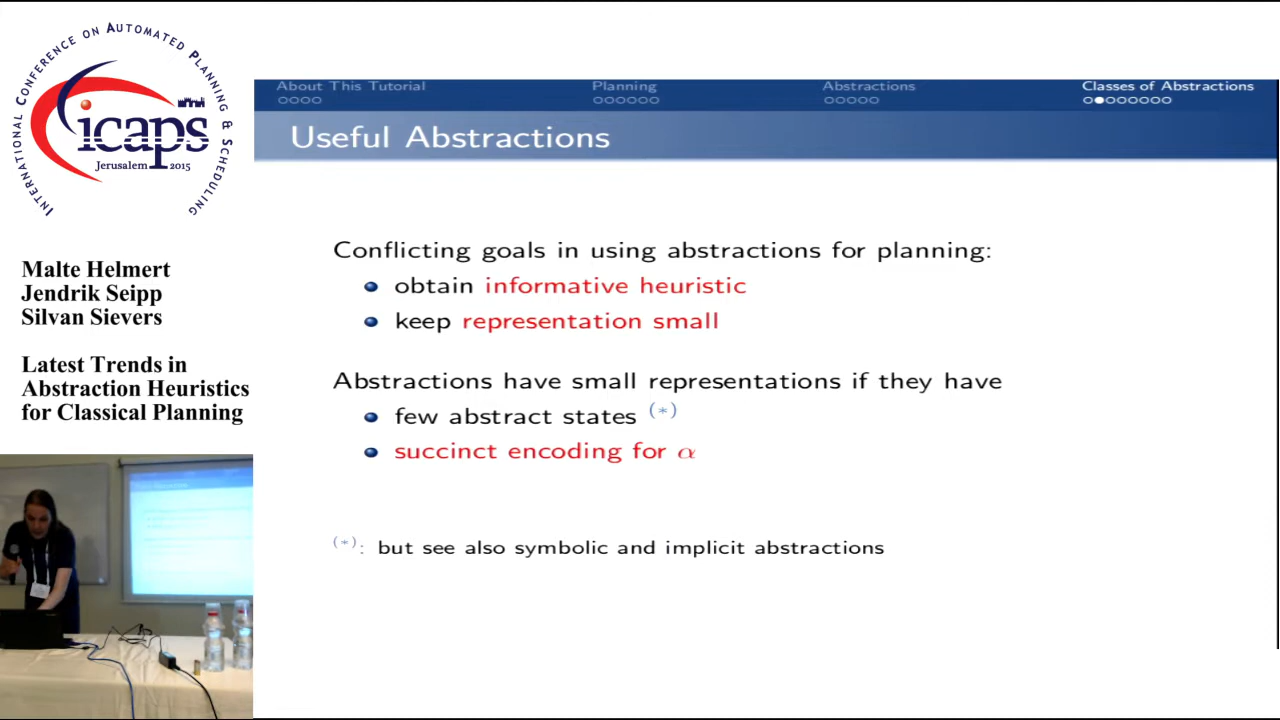 INTERNATIONAL CONFERENCE ON AUTOMATED PLANNING & SCHEDULING
icaps
Jerusalem 2015
Malte Helmert
Jendrik Seipp
Silvan Sievers
Latest Trends in
Abstraction Heuristics
for Classical Planning
About This Tutorial Planning Abstractions Classes of Abstractions
Useful Abstractions
Conflicting goals in using abstractions for planning:
obtain informative heuristic
keep representation small
Abstractions have small representations if they have
few abstract states (*)
succinct encoding for α
(*): but see also symbolic and implicit abstractions